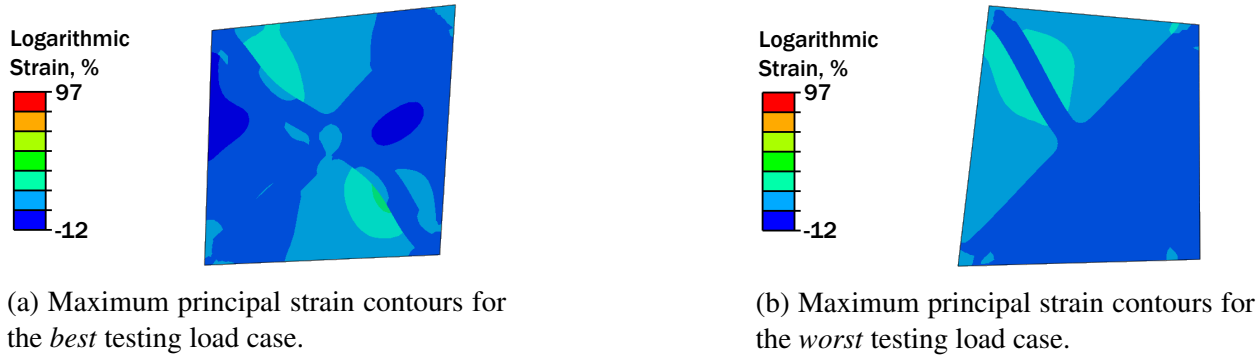 Logarithmic
Strain, %
97
-12
(a) Maximum principal strain contours for
the best testing load case.
Logarithmic
Strain, %
97
-12
(b) Maximum principal strain contours for
the worst testing load case.